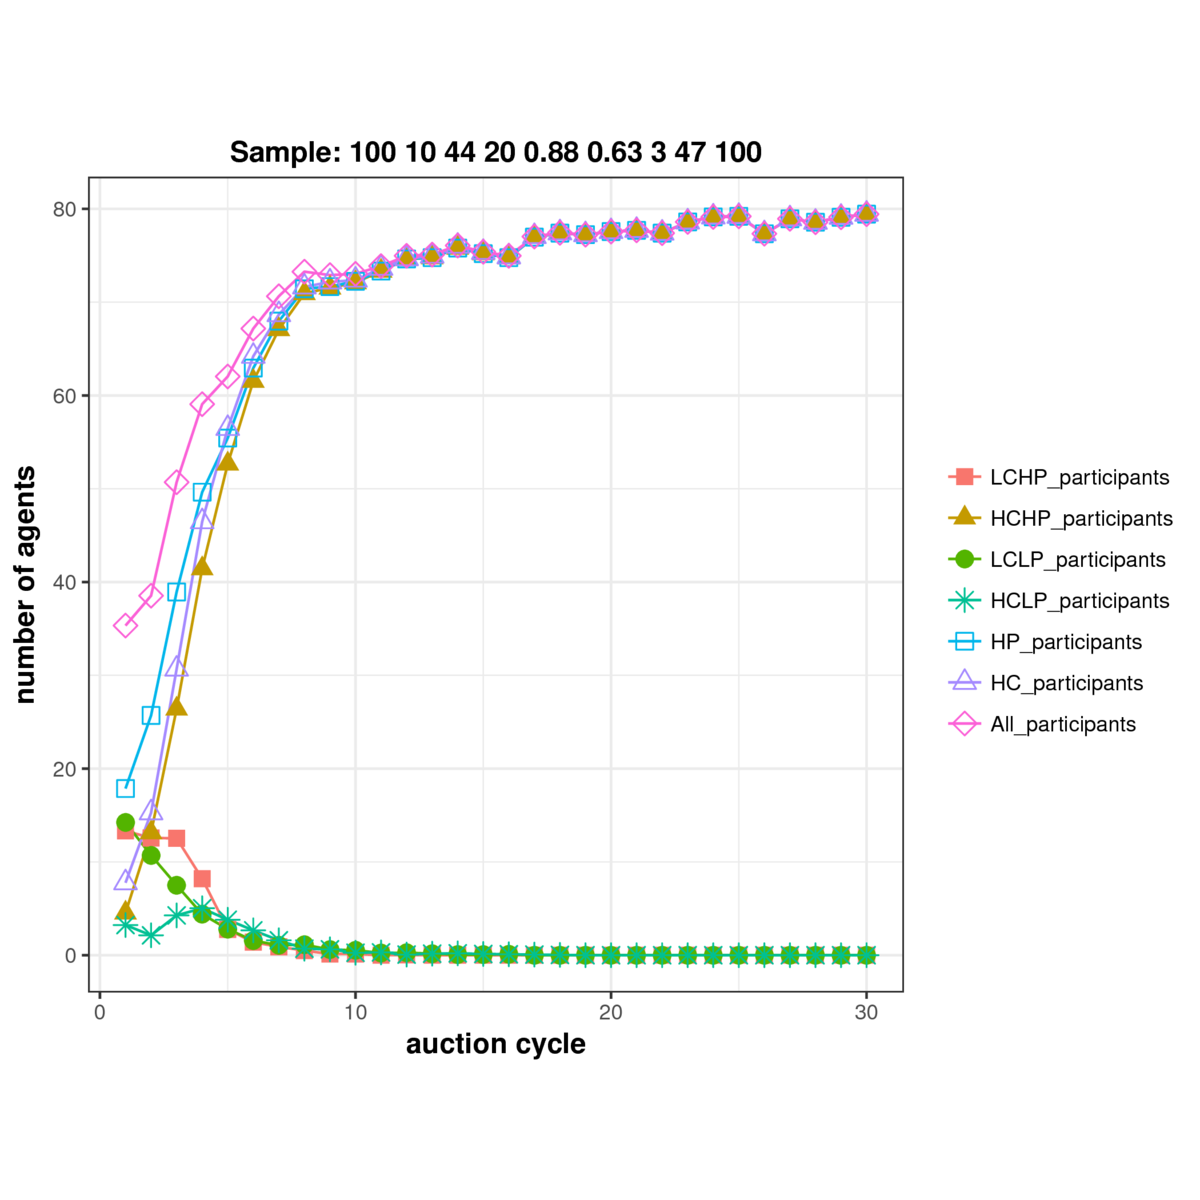 Sample: 100 10 44 20 0.88 0.63 3 47 100
80
60
40
20
0
number of agents
0 10 20 30
auction cycle
LCHP_participants
HCHP_participants
LCLP_participants
HCLP_participants
HP_participants
HC_participants
All_participants